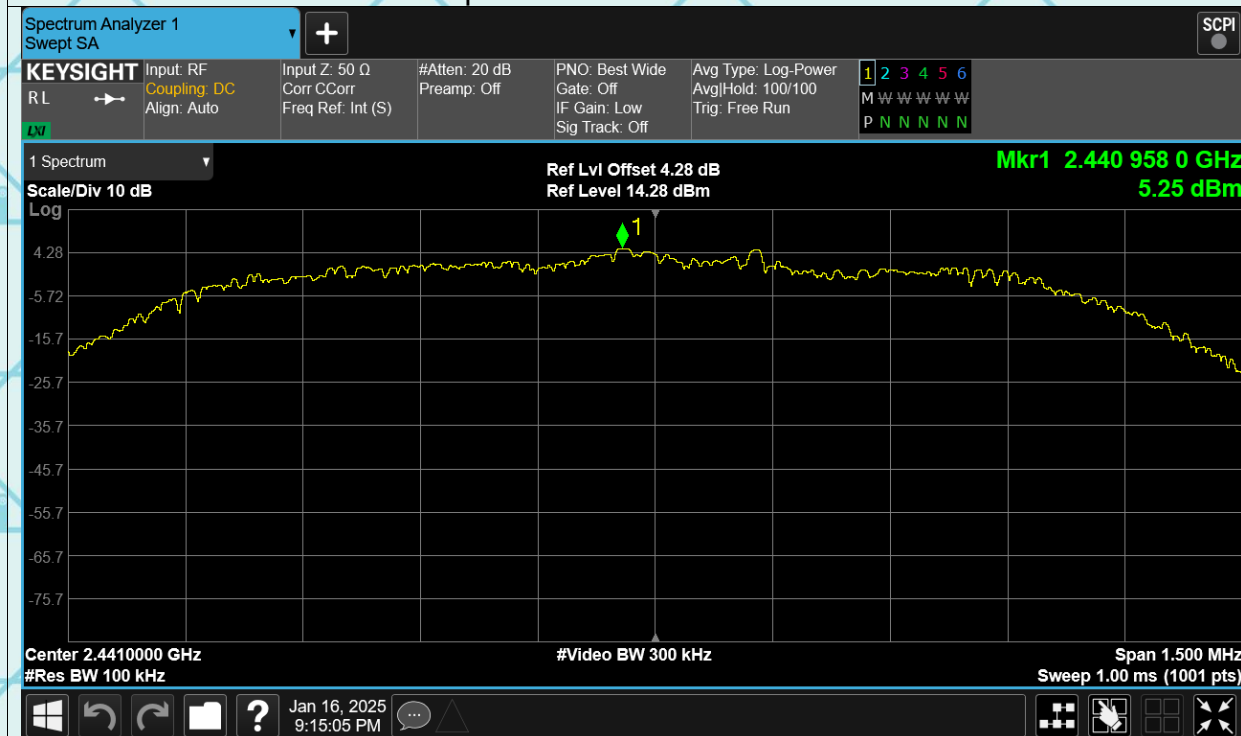 Spectrum Analyzer 1
Swept SA
+
SCPI
KEYSIGHT
RL
LXI
Input: RF
Coupling: DC
Align: Auto
Input Z: 50 Ω
Corr CCorr
Freq Ref: Int (S)
#Atten: 20 dB
Preamp: Off
PNO: Best Wide
Gate: Off
IF Gain: Low
Sig Track: Off
Avg Type: Log-Power
Avg|Hold: 100/100
Trig: Free Run
1 2 3 4 5 6
M W W W W W
P N N N N N
1 Spectrum
Scale/Div 10 dB
Log
Ref Lvl Offset 4.28 dB
Ref Level 14.28 dBm
Mkr1 2.440 958 0 GHz
5.25 dBm
1
4.28
-5.72
-15.7
-25.7
-35.7
-45.7
-55.7
-65.7
-75.7
Center 2.4410000 GHz
#Res BW 100 kHz
#Video BW 300 kHz
Span 1.500 MHz
Sweep 1.00 ms (1001 pts)
?
Jan 16, 2025
9:15:05 PM